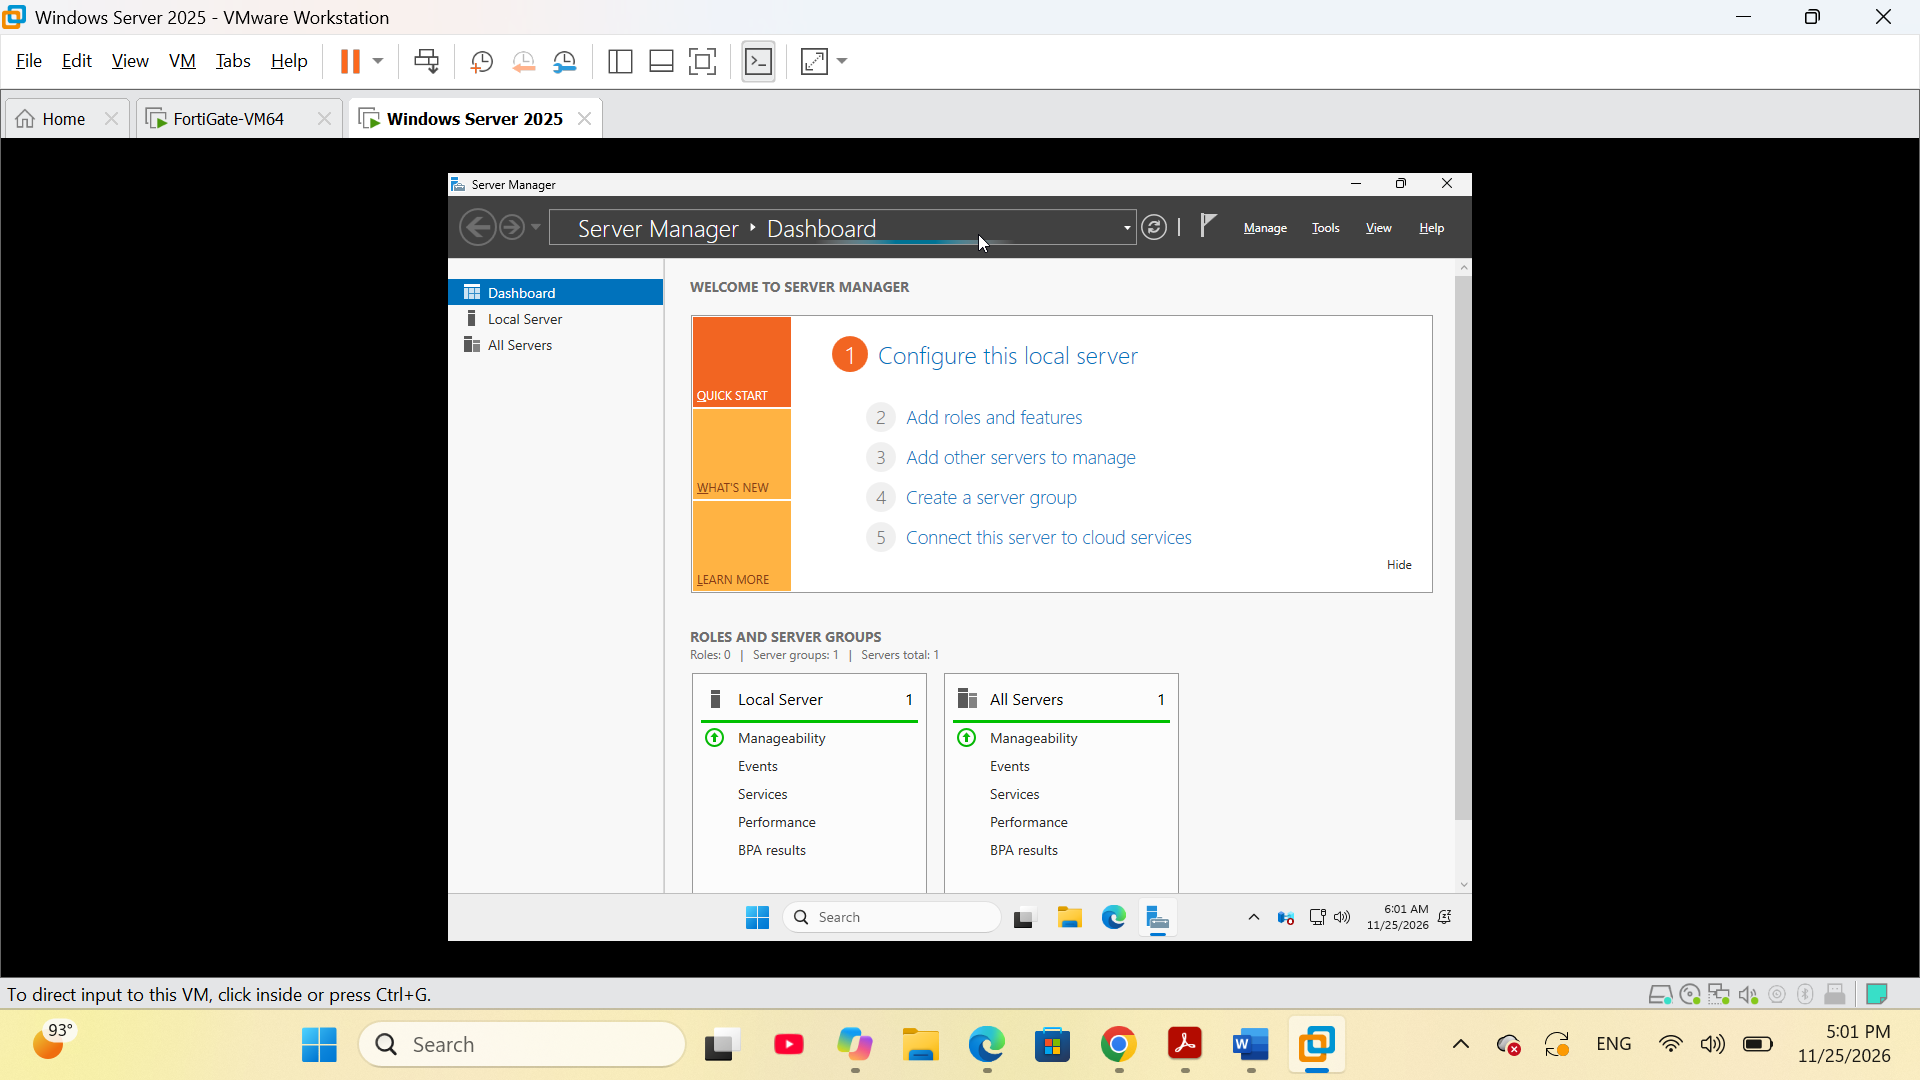 Windows Server 2025 - VMware Workstation
File Edit View VM Tabs Help
Home FortiGate-VM64 Windows Server 2025
Server Manager
Server Manager Dashboard Manage Tools View Help
Dashboard
Local Server
All Servers
WELCOME TO SERVER MANAGER
QUICK START
WHAT'S NEW
LEARN MORE
1 Configure this local server
2 Add roles and features
3 Add other servers to manage
4 Create a server group
5 Connect this server to cloud services
Hide
ROLES AND SERVER GROUPS
Roles: 0 | Server groups: 1 | Servers total: 1
Local Server 1
Manageability
Events
Services
Performance
BPA results
All Servers 1
Manageability
Events
Services
Performance
BPA results
Search
6:01 AM
11/25/2026
To direct input to this VM, click inside or press Ctrl+G.
93°
Search
W
ENG
5:01 PM
11/25/2026